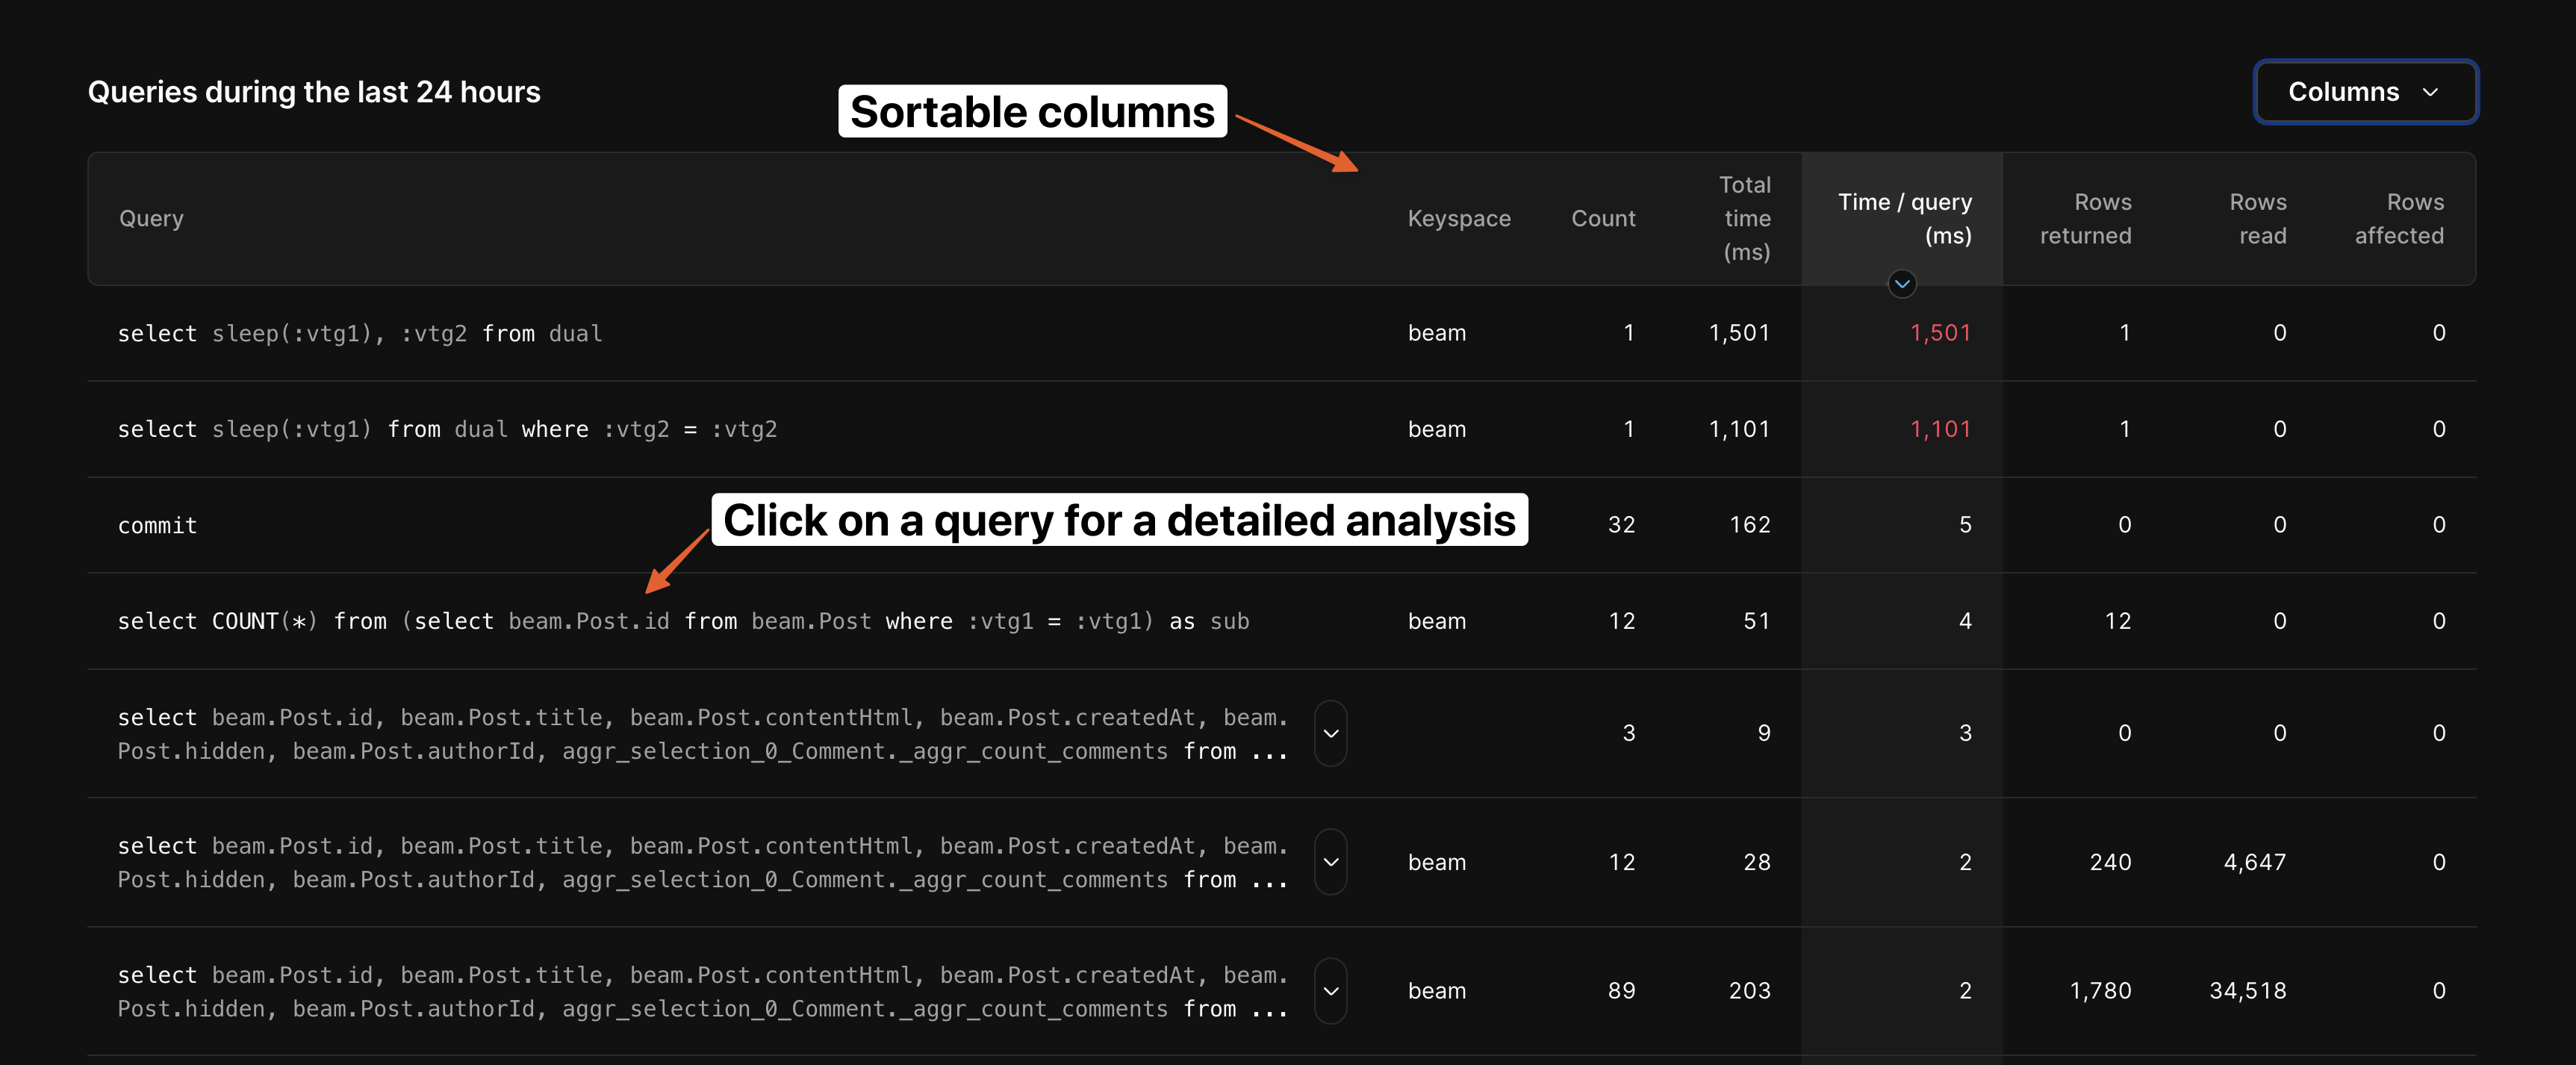 Queries during the last 24 hours
Sortable columns
Columns
Query Keyspace Count Total time (ms) Time / query (ms) Rows returned Rows read Rows affected
select sleep(:vtg1), :vtg2 from dual beam 1 1,501 1,501 1 0 0
select sleep(:vtg1) from dual where :vtg2 = :vtg2 beam 1 1,101 1,101 1 0 0
Click on a query for a detailed analysis
commit 32 162 5 0 0 0
select COUNT(*) from (select beam.Post.id from beam.Post where :vtg1 = :vtg1) as sub beam 12 51 4 12 0 0
select beam.Post.id, beam.Post.title, beam.Post.contentHtml, beam.Post.createdAt, beam.
Post.hidden, beam.Post.authorId, aggr_selection_0_Comment._aggr_count_comments from ... 3 9 3 0 0 0
select beam.Post.id, beam.Post.title, beam.Post.contentHtml, beam.Post.createdAt, beam.
Post.hidden, beam.Post.authorId, aggr_selection_0_Comment._aggr_count_comments from ... beam 12 28 2 240 4,647 0
select beam.Post.id, beam.Post.title, beam.Post.contentHtml, beam.Post.createdAt, beam.
Post.hidden, beam.Post.authorId, aggr_selection_0_Comment._aggr_count_comments from ... beam 89 203 2 1,780 34,518 0